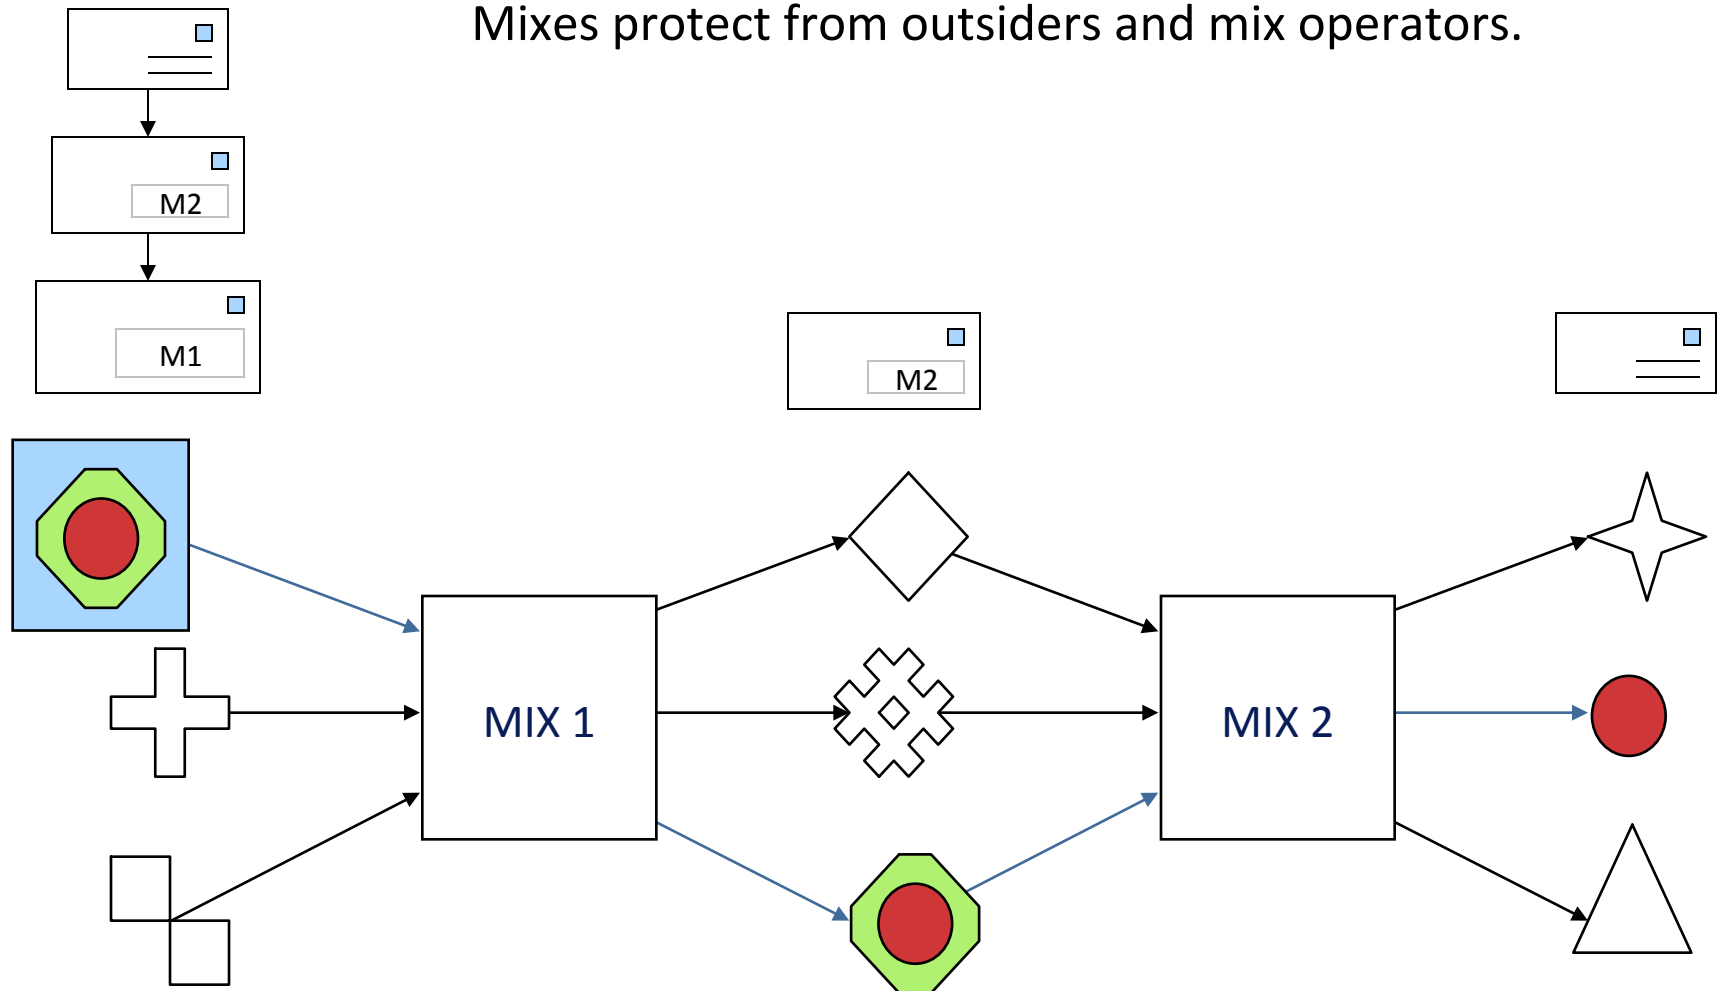 Mixes protect from outsiders and mix operators.
M2
M1
M2
MIX 1
MIX 2